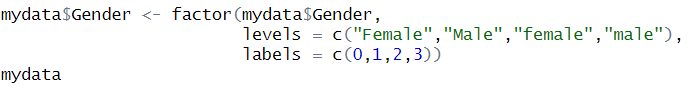 mydata$Gender <- factor(mydata$Gender,
                        levels = c("Female","Male","female","male"),
                        labels = c(0,1,2,3))
mydata